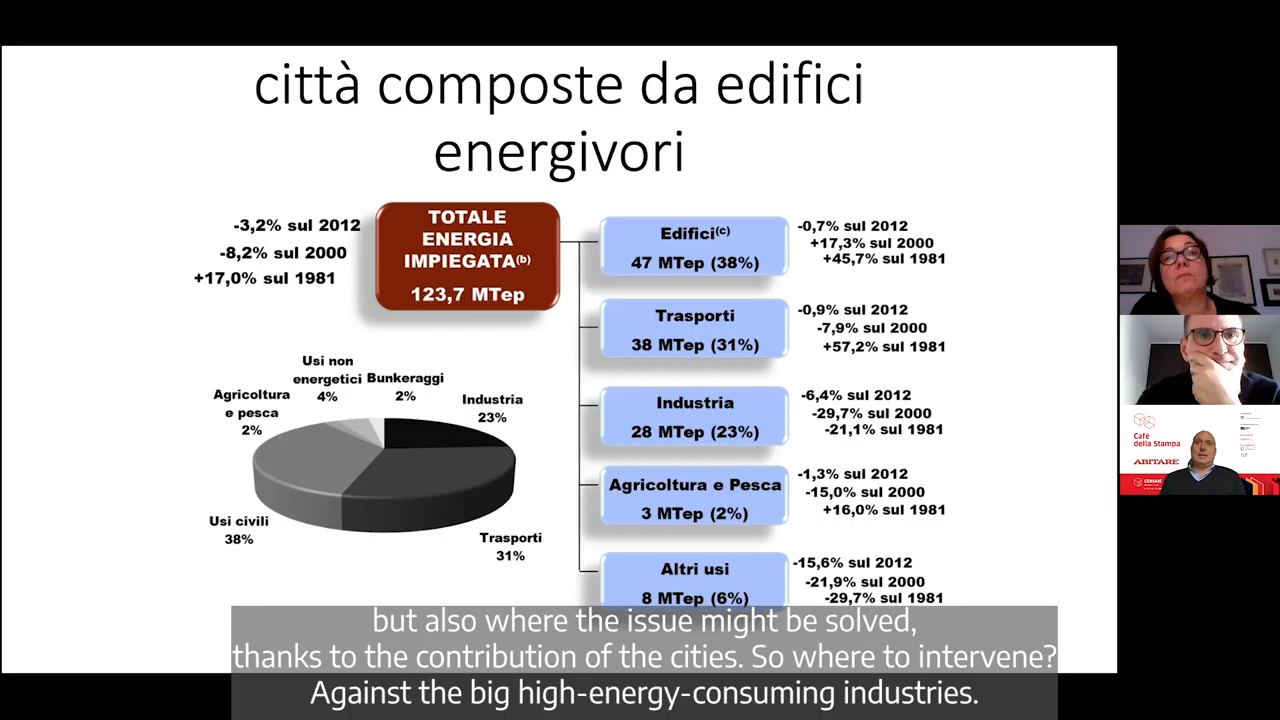 città composte da edifici
energivori
-3,2% sul 2012
-8,2% sul 2000
+17,0% sul 1981
TOTALE
ENERGIA
IMPIEGATA(b)
123,7 MTep
Edifici(c)
47 MTep (38%)
-0,7% sul 2012
+17,3% sul 2000
+45,7% sul 1981
Trasporti
38 MTep (31%)
-0,9% sul 2012
-7,9% sul 2000
+57,2% sul 1981
Industria
28 MTep (23%)
-6,4% sul 2012
-29,7% sul 2000
-21,1% sul 1981
Agricoltura e Pesca
3 MTep (2%)
-1,3% sul 2012
-15,0% sul 2000
+16,0% sul 1981
Altri usi
8 MTep (6%)
-15,6% sul 2012
-21,9% sul 2000
-29,7% sul 1981
Usi non
energetici
4%
Bunkeraggi
2%
Agricoltura
e pesca
2%
Industria
23%
Usi civili
38%
Trasporti
31%
but also where the issue might be solved,
thanks to the contribution of the cities. So where to intervene?
Against the big high-energy-consuming industries.
Cafè
della Stampa
ABITARE
CERSAIE